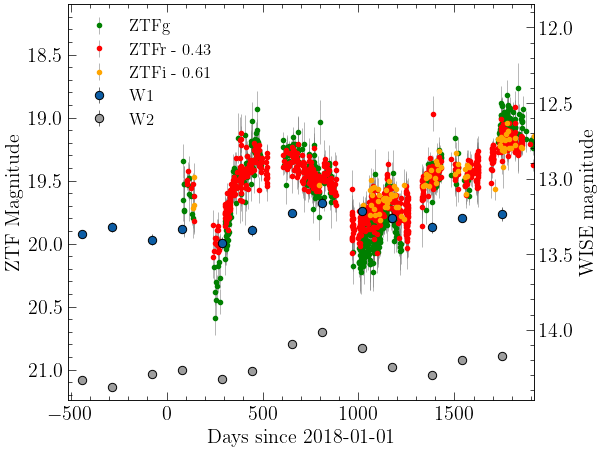 ZTFg
ZTFr - 0.43
ZTFi - 0.61
W1
W2
18.5
19.0
19.5
20.0
20.5
21.0
ZTF Magnitude
12.0
12.5
13.0
13.5
14.0
WISE magnitude
−500
0
500
1000
1500
Days since 2018-01-01